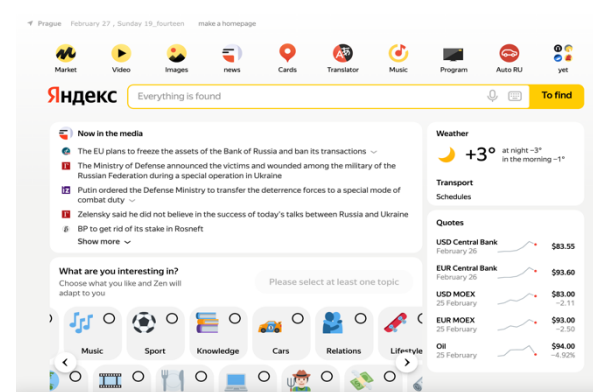 Prague February 27 , Sunday 19_fourteen make a homepage
Market Video Images news Cards Translator Music Program Auto RU yet
Яндекс Everything is found To find
Now in the media
The EU plans to freeze the assets of the Bank of Russia and ban its transactions
The Ministry of Defense announced the victims and wounded among the military of the
Russian Federation during a special operation in Ukraine
Putin ordered the Defense Ministry to transfer the deterrence forces to a special mode of
combat duty
Zelensky said he did not believe in the success of today's talks between Russia and Ukraine
BP to get rid of its stake in Rosneft
Show more
Weather
+3° at night −3°
in the morning −1°
Transport
Schedules
Quotes
USD Central Bank
February 26 $83.55
EUR Central Bank
February 26 $93.60
USD MOEX $83.00
25 February −2.11
EUR MOEX $93.00
25 February −2.50
Oil $94.00
25 February −4.92%
What are you interesting in?
Choose what you like and Zen will
adapt to you
Please select at least one topic
Music Sport Knowledge Cars Relations Lifestyle